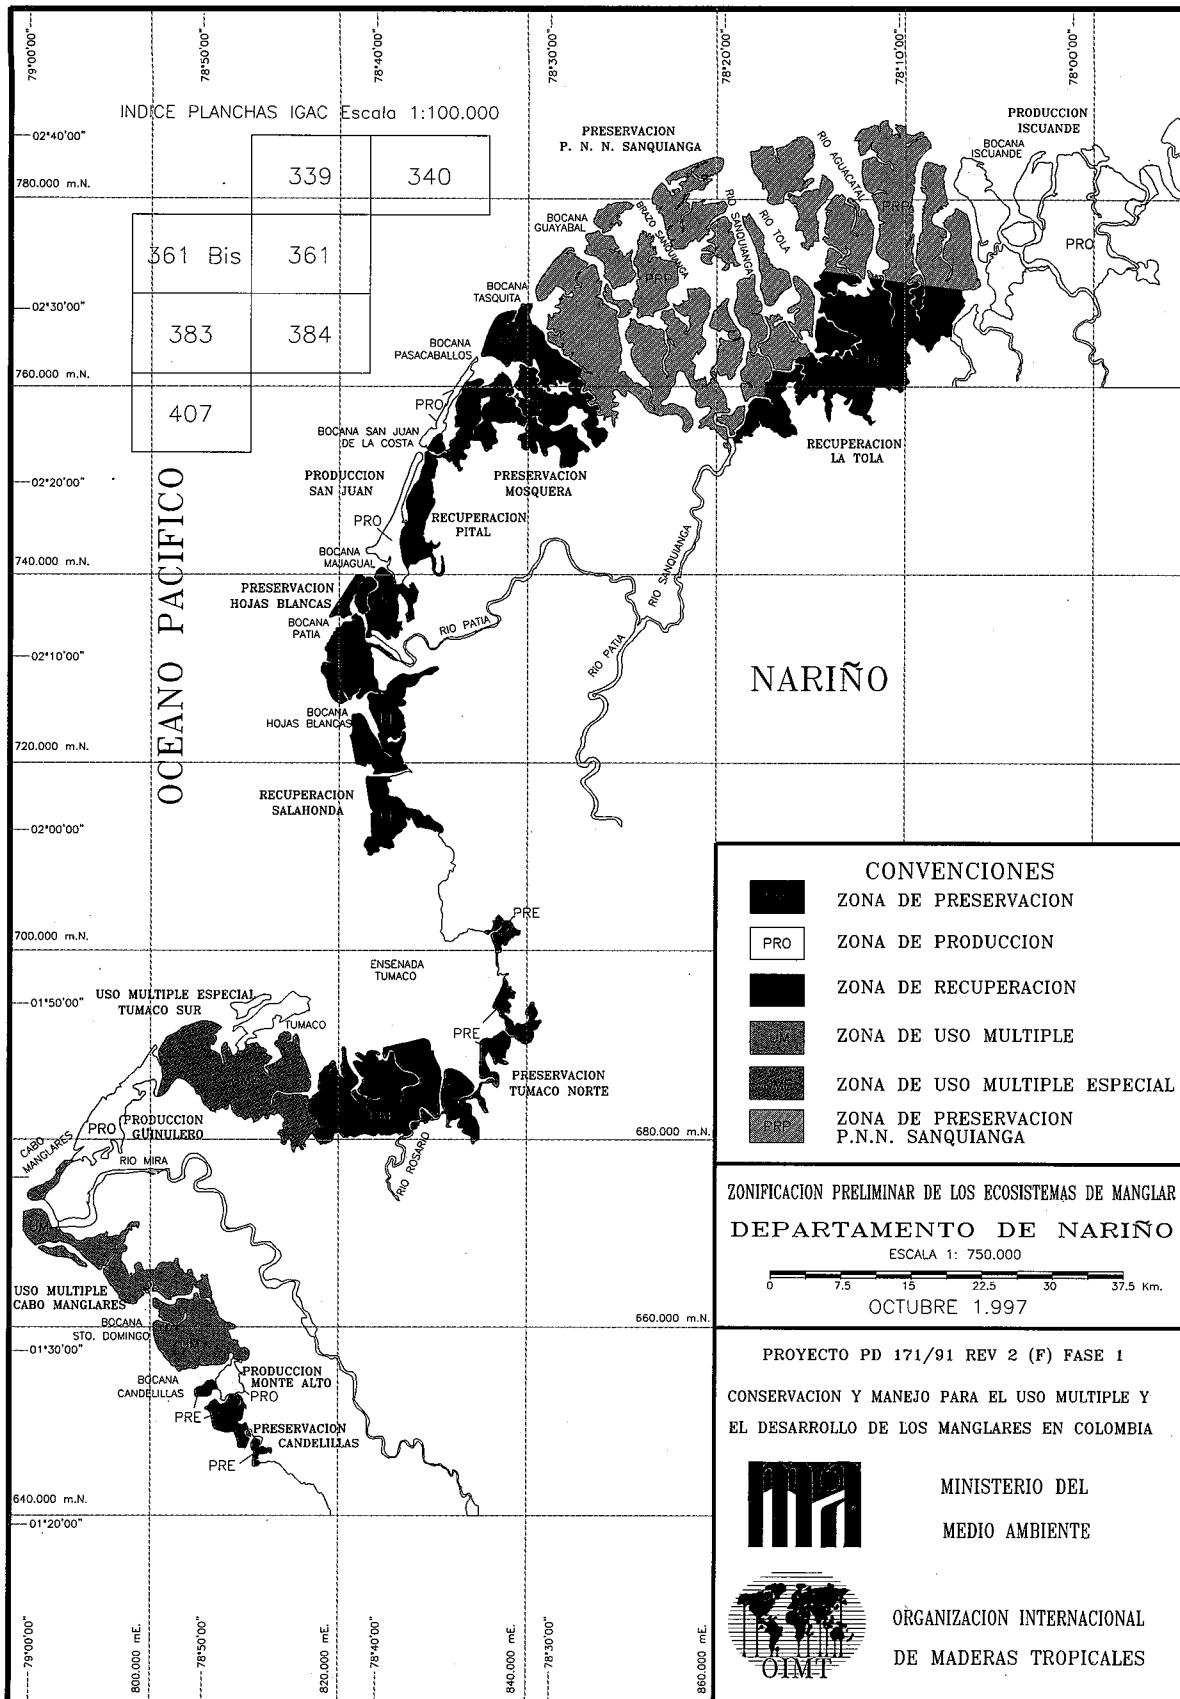 79°00'00"
78°50'00"
78°40'00"
78°30'00"
78°20'00"
78°10'00"
78°00'00"
INDICE PLANCHAS IGAC Escala 1:100.000
339
340
361 Bis
361
383
384
407
02°40'00"
780.000 m.N.
02°30'00"
760.000 m.N.
02°20'00"
740.000 m.N.
02°10'00"
720.000 m.N.
02°00'00"
700.000 m.N.
01°50'00"
680.000 m.N.
660.000 m.N.
01°30'00"
640.000 m.N.
01°20'00"
PRESERVACION
P. N. N. SANQUIANGA
PRODUCCION
ISCUANDE
BOCANA
ISCUANDE
RIO AGUACATAL
PRP
PRO
BOCANA
GUAYABAL
BRAZO SANQUIANGA
RIO SANQUIANGA
RIO TOLA
PRP
BOCANA
TASQUITA
BOCANA
PASACABALLOS
PRO
BOCANA SAN JUAN
DE LA COSTA
PRODUCCION
SAN JUAN
PRESERVACION
MOSQUERA
RECUPERACION
LA TOLA
PRO
RECUPERACION
PITAL
BOCANA
MAJAGUAL
PRESERVACION
HOJAS BLANCAS
BOCANA
PATIA
RIO PATIA
RIO SANQUIANGA
RIO PATIA
OCEANO PACIFICO
NARIÑO
BOCANA
HOJAS BLANCAS
RECUPERACION
SALAHONDA
PRE
ENSENADA
TUMACO
USO MULTIPLE ESPECIAL
TUMACO SUR
TUMACO
PRE
PRESERVACION
TUMACO NORTE
PRO
PRODUCCION
GUINULERO
CABO
MANGLARES
RIO MIRA
RIO ROSARIO
UM
USO MULTIPLE
CABO MANGLARES
BOCANA
STO. DOMINGO
UM
PRODUCCION
MONTE ALTO
BOCANA
CANDELILLAS
PRO
PRE
PRESERVACION
CANDELILLAS
PRE
CONVENCIONES
ZONA DE PRESERVACION
PRO
ZONA DE PRODUCCION
ZONA DE RECUPERACION
UM
ZONA DE USO MULTIPLE
ZONA DE USO MULTIPLE ESPECIAL
PRP
ZONA DE PRESERVACION
P.N.N. SANQUIANGA
ZONIFICACION PRELIMINAR DE LOS ECOSISTEMAS DE MANGLAR
DEPARTAMENTO DE NARIÑO
ESCALA 1: 750.000
0 7.5 15 22.5 30 37.5 Km.
OCTUBRE 1.997
PROYECTO PD 171/91 REV 2 (F) FASE 1
CONSERVACION Y MANEJO PARA EL USO MULTIPLE Y
EL DESARROLLO DE LOS MANGLARES EN COLOMBIA
MINISTERIO DEL
MEDIO AMBIENTE
OIMT
ORGANIZACION INTERNACIONAL
DE MADERAS TROPICALES
79°00'00"
800.000 mE.
78°50'00"
820.000 mE.
78°40'00"
840.000 mE.
78°30'00"
860.000 mE.